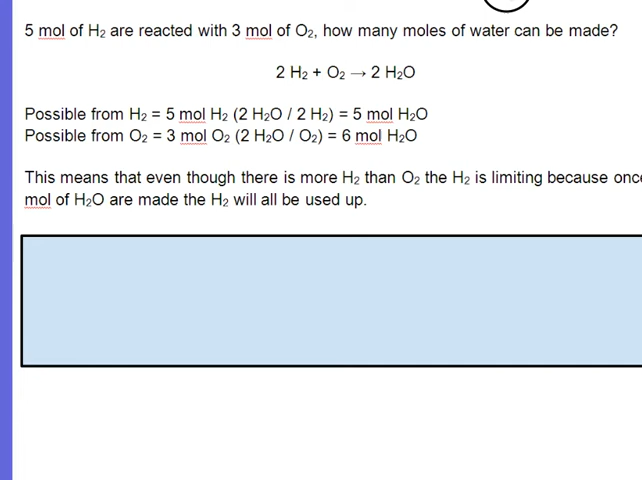 5 mol of H₂ are reacted with 3 mol of O₂, how many moles of water can be made?
2 H₂ + O₂ → 2 H₂O
Possible from H₂ = 5 mol H₂ (2 H₂O / 2 H₂) = 5 mol H₂O
Possible from O₂ = 3 mol O₂ (2 H₂O / O₂) = 6 mol H₂O
This means that even though there is more H₂ than O₂ the H₂ is limiting because once
mol of H₂O are made the H₂ will all be used up.